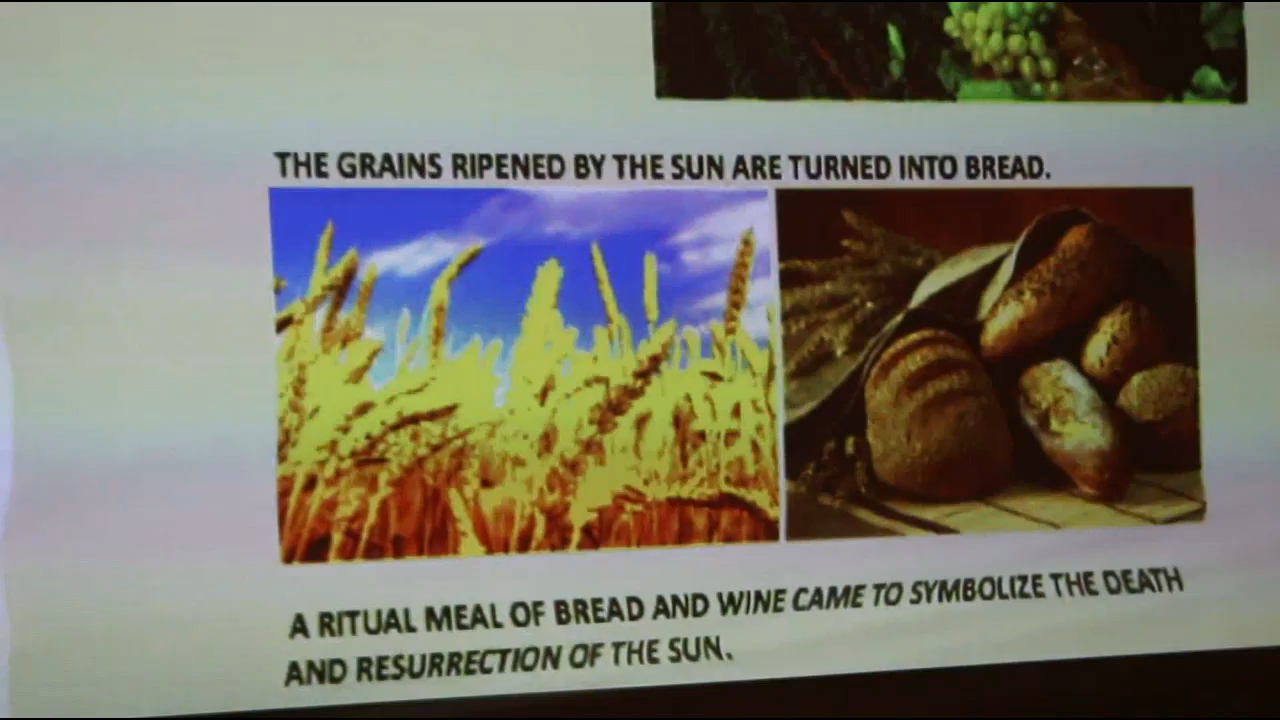 THE GRAINS RIPENED BY THE SUN ARE TURNED INTO BREAD.
A RITUAL MEAL OF BREAD AND WINE CAME TO SYMBOLIZE THE DEATH
AND RESURRECTION OF THE SUN.